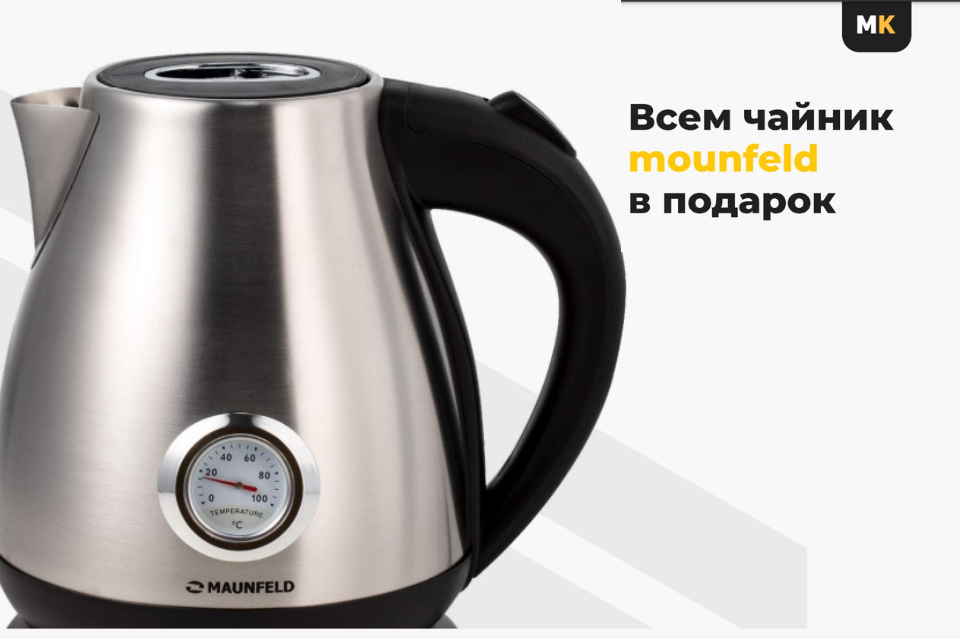 МК
Всем чайник
mounfeld
в подарок
40 60
20 80
0 100
TEMPERATURE
°C
MAUNFELD